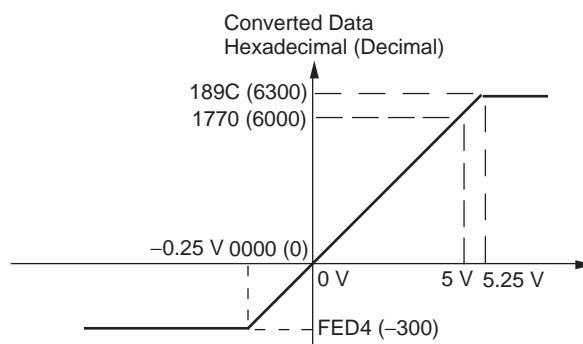 Converted Data
Hexadecimal (Decimal)
189C (6300)
1770 (6000)
−0.25 V 0000 (0)
0 V
5 V
5.25 V
FED4 (−300)